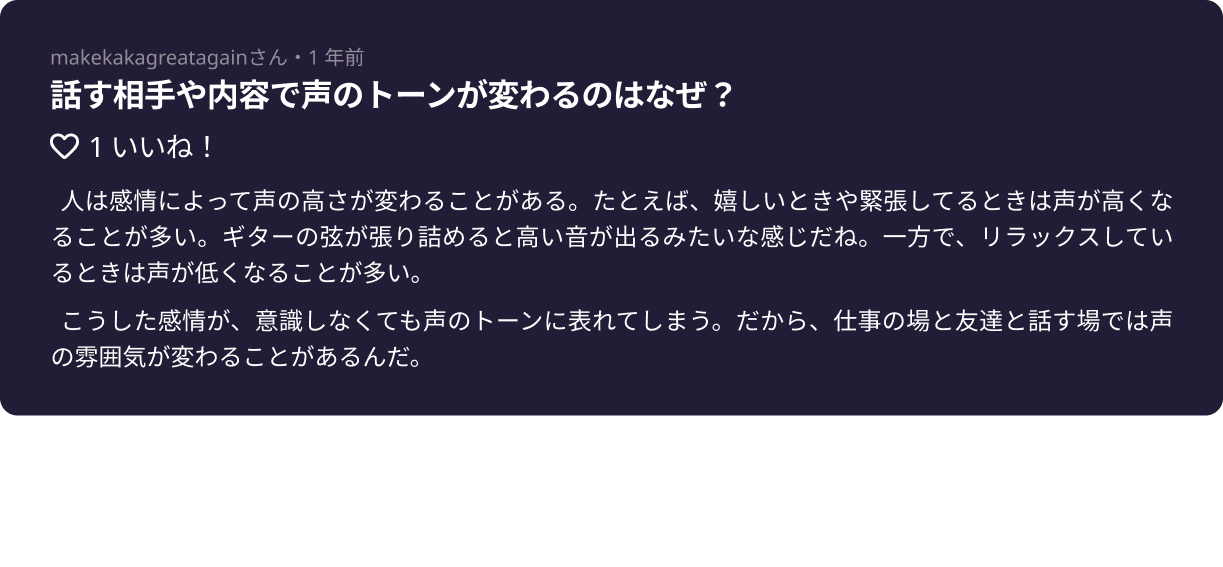 makekakagreatagainさん・1 年前
話す相手や内容で声のトーンが変わるのはなぜ？
1 いいね！
人は感情によって声の高さが変わることがある。たとえば、嬉しいときや緊張してるときは声が高くな
ることが多い。ギターの弦が張り詰めると高い音が出るみたいな感じだね。一方で、リラックスしてい
るときは声が低くなることが多い。
こうした感情が、意識しなくても声のトーンに表れてしまう。だから、仕事の場と友達と話す場では声
の雰囲気が変わることがあるんだ。